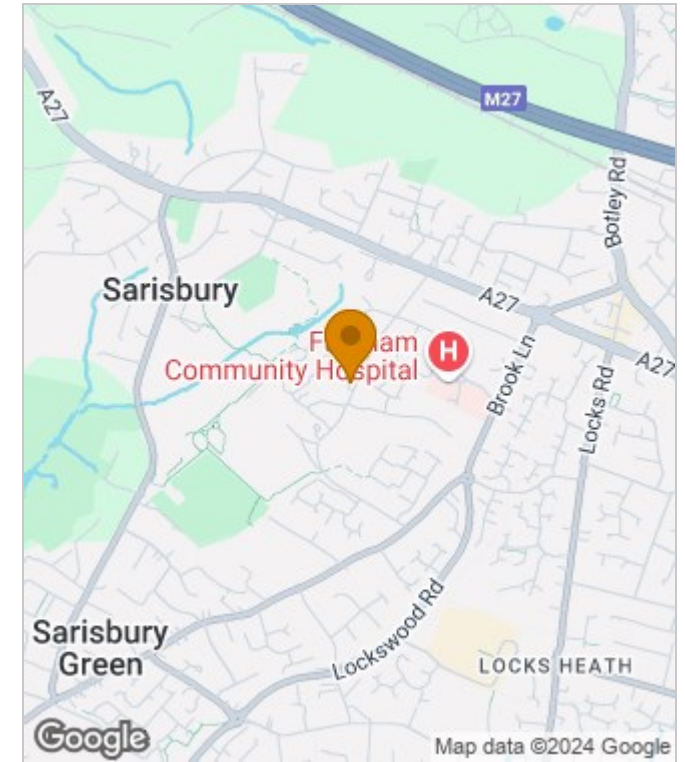 M27
A27
Botley Rd
Sarisbury
A27
F ham
Community Hospital
H
A27
Brook Ln
Locks Rd
Sarisbury
Green
Lockswood Rd
LOCKS HEATH
Google
Map data ©2024 Google